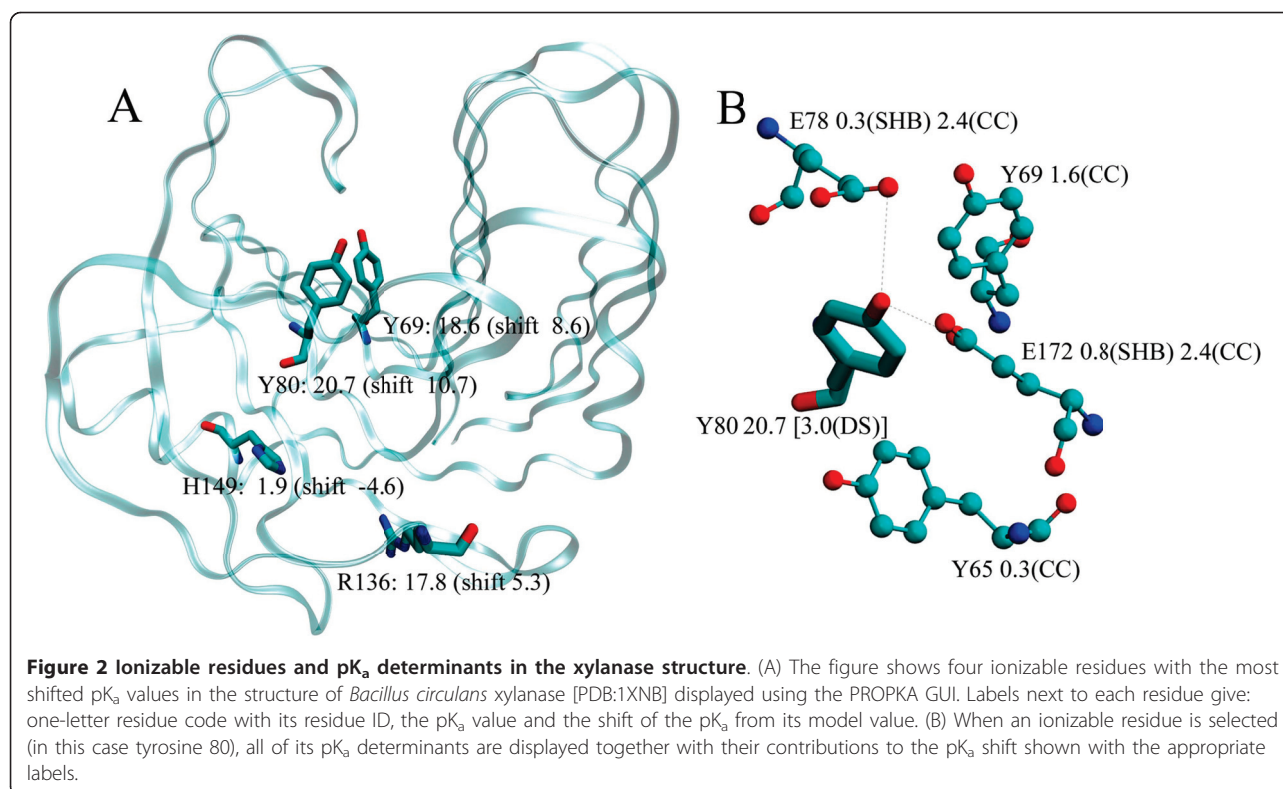 A
B
E78 0.3(SHB) 2.4(CC)
Y69 1.6(CC)
Y69: 18.6 (shift 8.6)
Y80: 20.7 (shift 10.7)
E172 0.8(SHB) 2.4(CC)
Y80 20.7 [3.0(DS)]
H149: 1.9 (shift -4.6)
Y65 0.3(CC)
R136: 17.8 (shift 5.3)
Figure 2 Ionizable residues and pKa determinants in the xylanase structure. (A) The figure shows four ionizable residues with the most
shifted pKa values in the structure of Bacillus circulans xylanase [PDB:1XNB] displayed using the PROPKA GUI. Labels next to each residue give:
one-letter residue code with its residue ID, the pKa value and the shift of the pKa from its model value. (B) When an ionizable residue is selected
(in this case tyrosine 80), all of its pKa determinants are displayed together with their contributions to the pKa shift shown with the appropriate
labels.